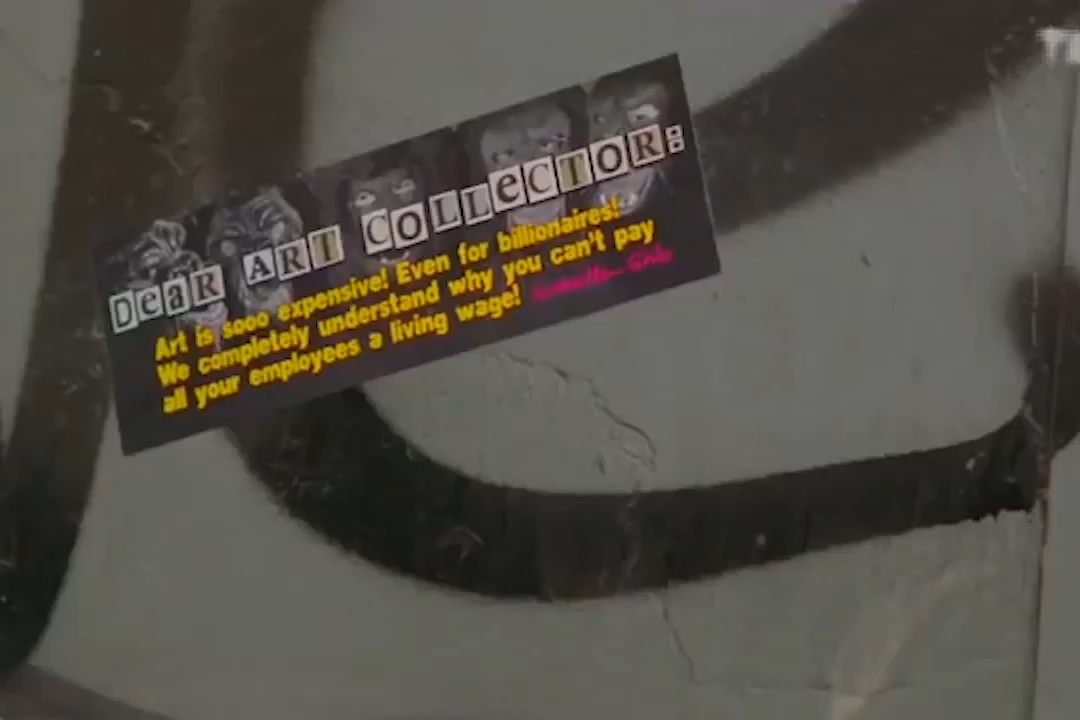 DeaR ART COLLeCTOR:
Art is sooo expensive! Even for billionaires!
We completely understand why you can't pay
all your employees a living wage!